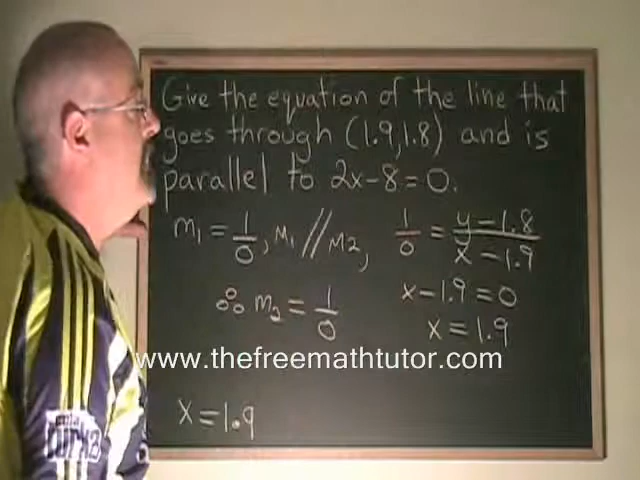 Give the equation of the line that
goes through (1.9,1.8) and is
parallel to 2x-8=0.
m₁ = 1/0, m₁ // m₂,
∴ m₂ = 1/0
1/0 = y-1.8/x-1.9
x-1.9=0
x=1.9
www.thefreemathtutor.com
x=1.9